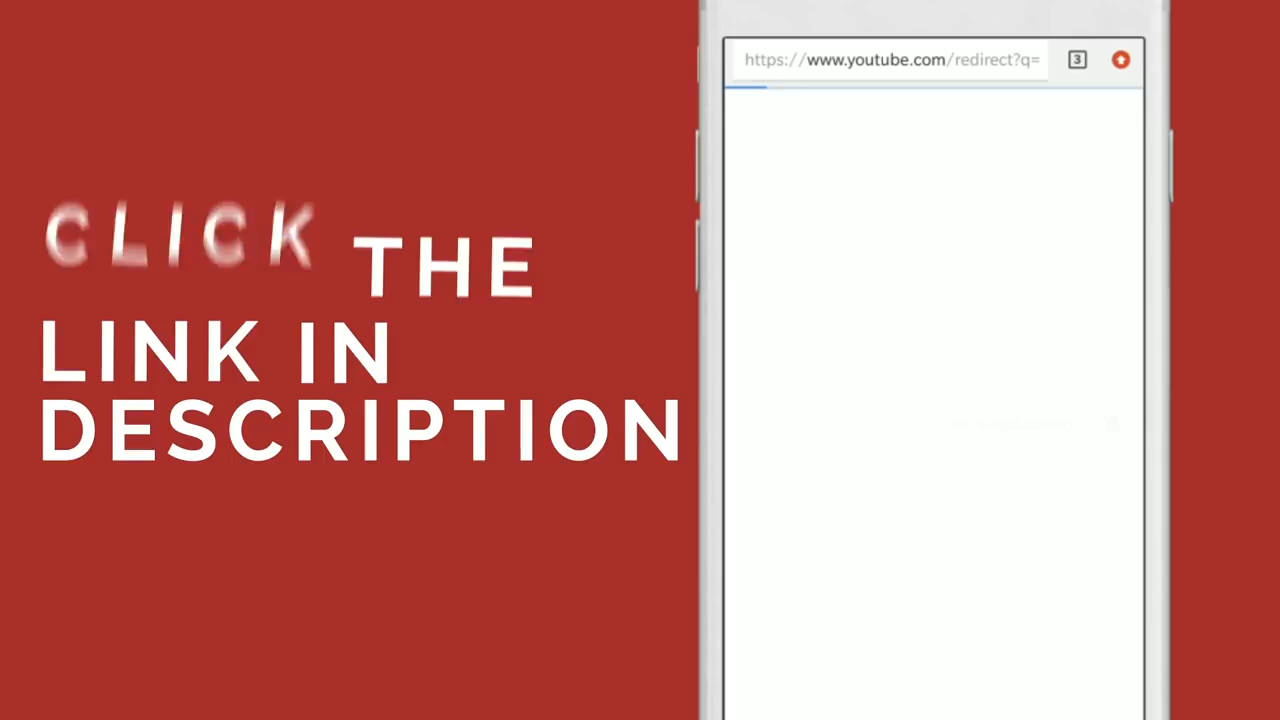 CLICK THE
LINK IN
DESCRIPTION
https://www.youtube.com/redirect?q=
3